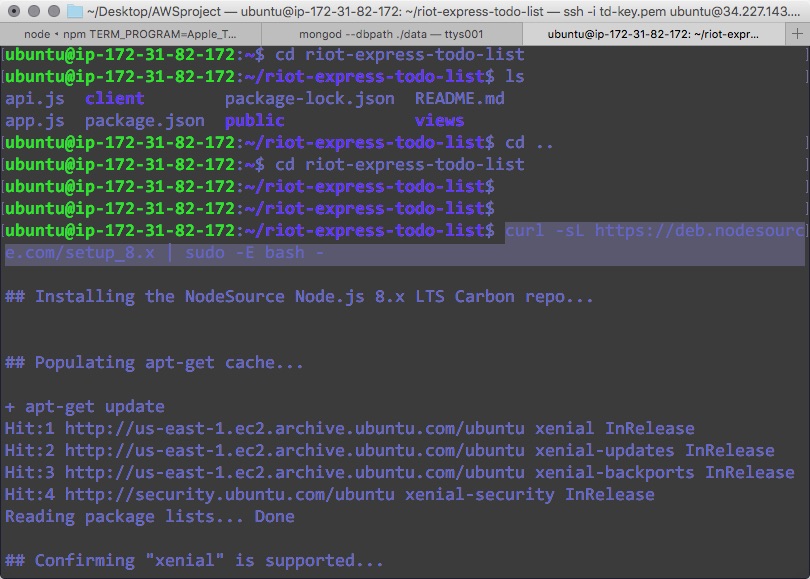 ~/Desktop/AWSproject — ubuntu@ip-172-31-82-172: ~/riot-express-todo-list — ssh -i td-key.pem ubuntu@34.227.143....
node ◂ npm TERM_PROGRAM=Apple_T... mongod --dbpath ./data — ttys001 ubuntu@ip-172-31-82-172: ~/riot-expr... +
[ubuntu@ip-172-31-82-172:~$ cd riot-express-todo-list ]
[ubuntu@ip-172-31-82-172:~/riot-express-todo-list$ ls ]
api.js client package-lock.json README.md
app.js package.json public views
[ubuntu@ip-172-31-82-172:~/riot-express-todo-list$ cd .. ]
[ubuntu@ip-172-31-82-172:~$ cd riot-express-todo-list ]
[ubuntu@ip-172-31-82-172:~/riot-express-todo-list$ ]
[ubuntu@ip-172-31-82-172:~/riot-express-todo-list$ ]
[ubuntu@ip-172-31-82-172:~/riot-express-todo-list$ curl -sL https://deb.nodesourc]
e.com/setup_8.x | sudo -E bash -
## Installing the NodeSource Node.js 8.x LTS Carbon repo...
## Populating apt-get cache...
+ apt-get update
Hit:1 http://us-east-1.ec2.archive.ubuntu.com/ubuntu xenial InRelease
Hit:2 http://us-east-1.ec2.archive.ubuntu.com/ubuntu xenial-updates InRelease
Hit:3 http://us-east-1.ec2.archive.ubuntu.com/ubuntu xenial-backports InRelease
Hit:4 http://security.ubuntu.com/ubuntu xenial-security InRelease
Reading package lists... Done
## Confirming "xenial" is supported...